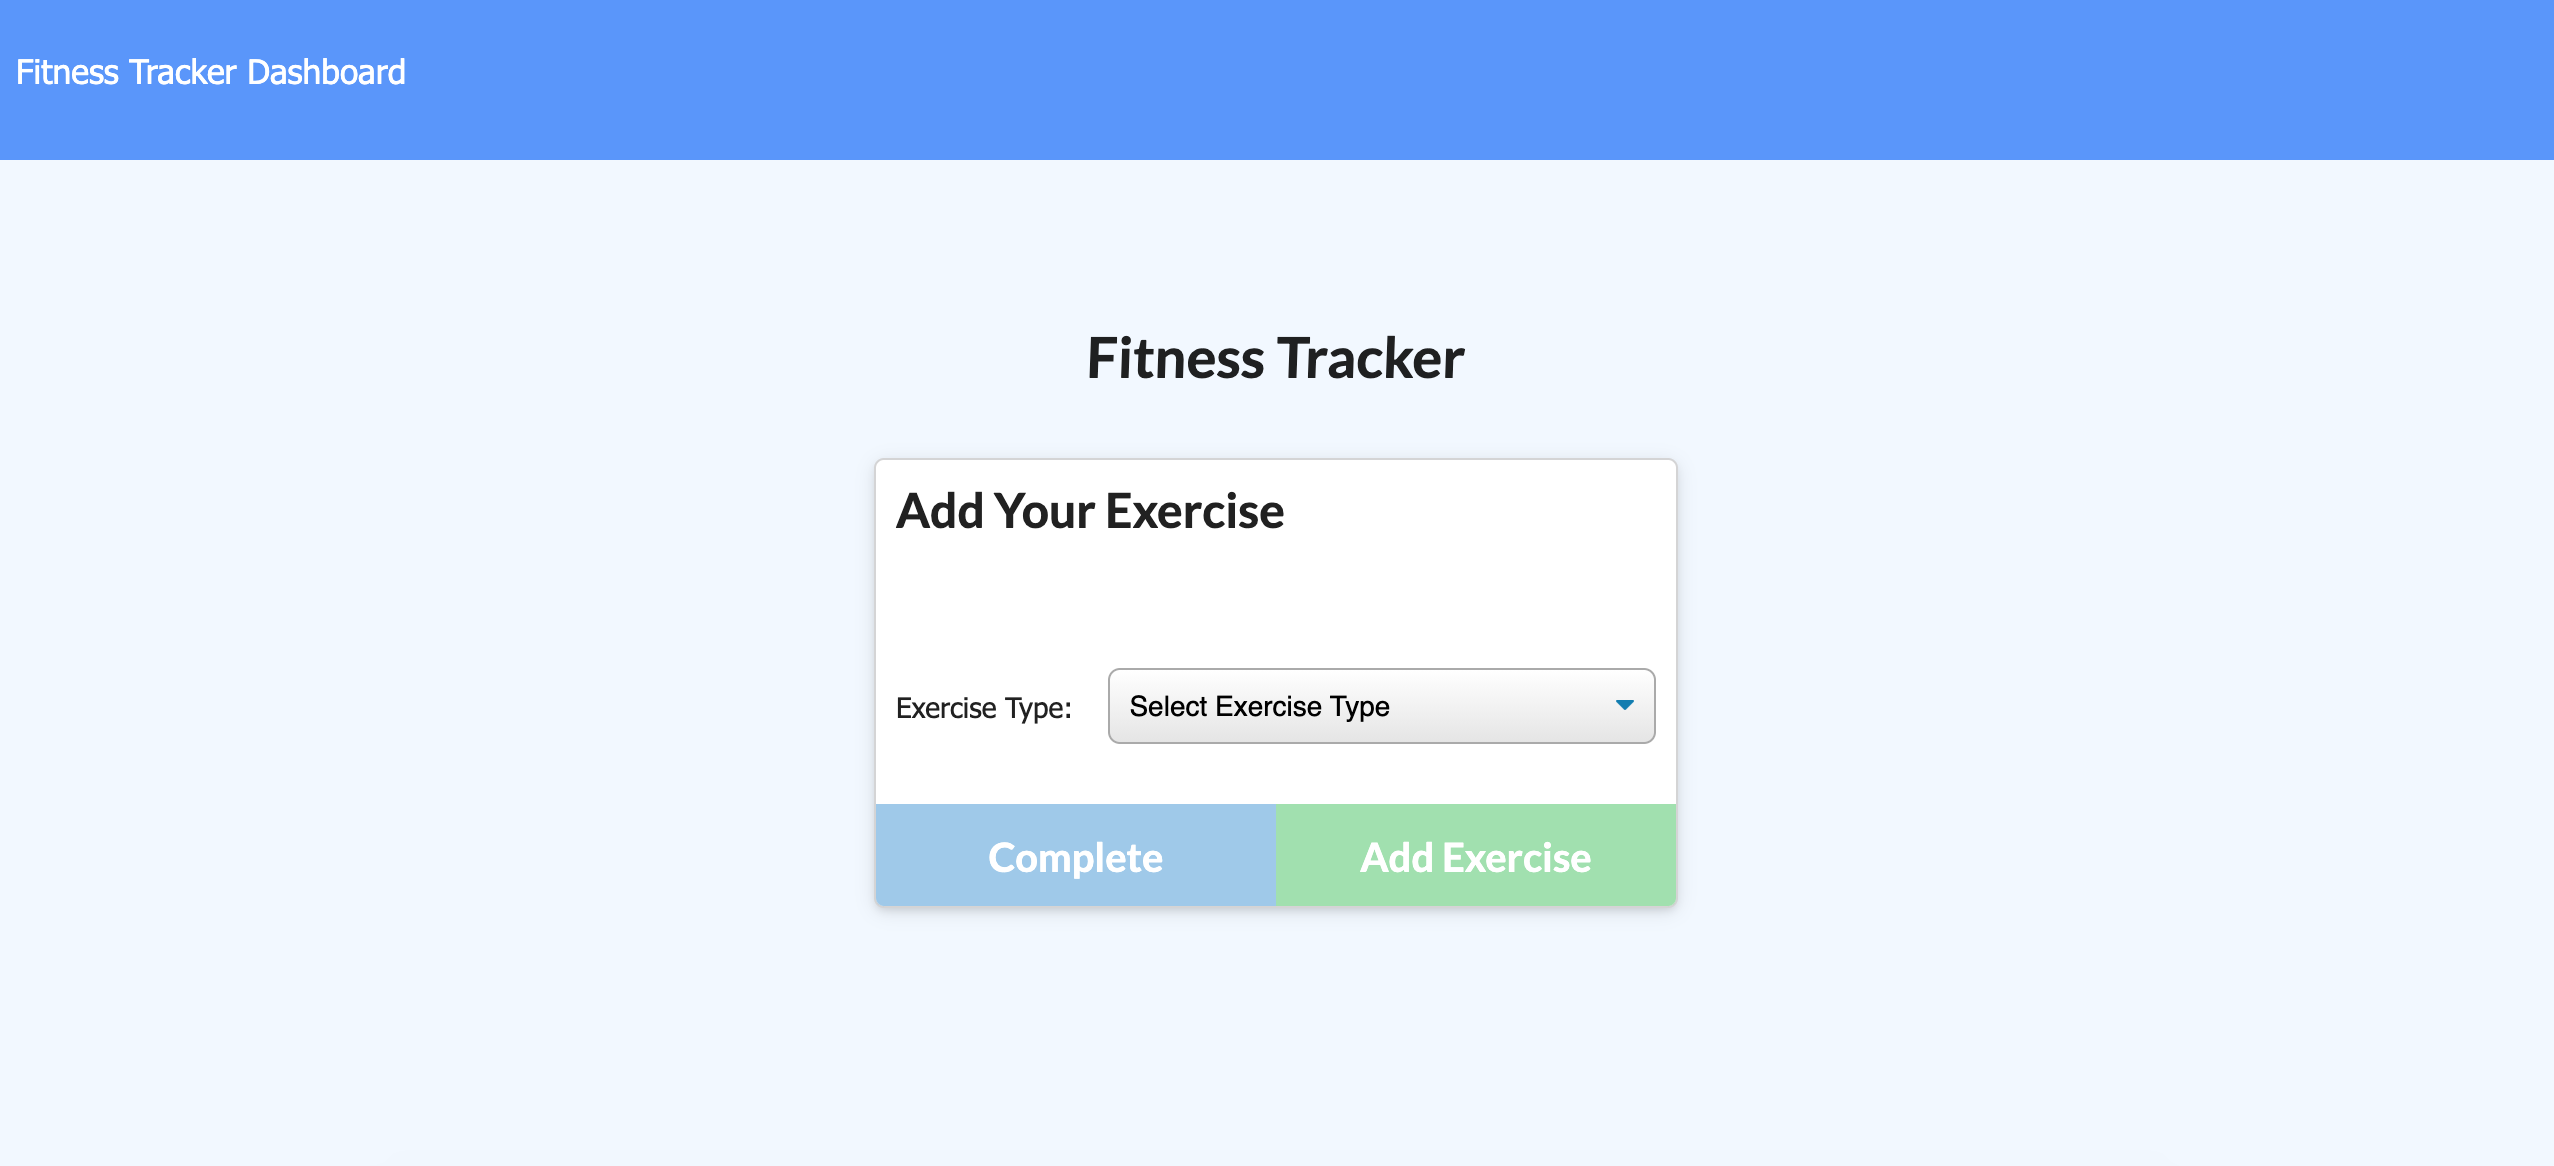 Fitness Tracker Dashboard
Fitness Tracker
Add Your Exercise
Exercise Type: Select Exercise Type
Complete Add Exercise